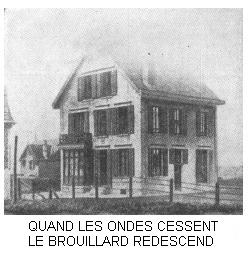 QUAND LES ONDES CESSENT
LE BROUILLARD REDESCEND